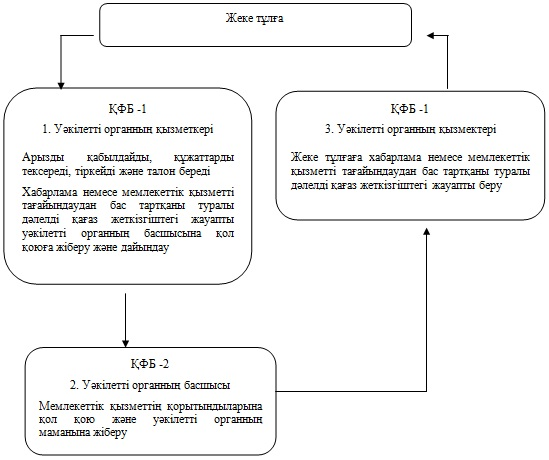 Жеке тұлға
ҚФБ -1
1. Уәкілетті органның қызметкері
Арызды қабылдайды, құжаттарды
тексереді, тіркейді және талон береді
Хабарлама немесе мемлекеттік қызметті
тағайындаудан бас тартқаны туралы
дәлелді қағаз жеткізгіштегі жауапты
уәкілетті органның басшысына қол
қоюға жіберу және дайындау
ҚФБ -1
3. Уәкілетті органның қызмектері
Жеке тұлғаға хабарлама немесе мемлекеттік
қызметті тағайындаудан бас тартқаны туралы
дәлелді қағаз жеткізгіштегі жауапты беру
ҚФБ -2
2. Уәкілетті органның басшысы
Мемлекеттік қызметтің қорытындыларына
қол қою және уәкілетті органның
маманына жіберу